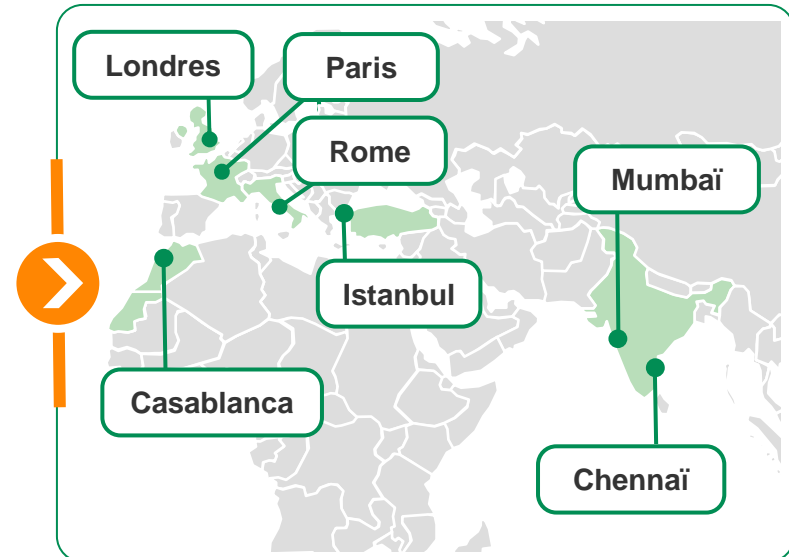 Londres
Paris
Rome
Mumbaï
Istanbul
Casablanca
Chennaï